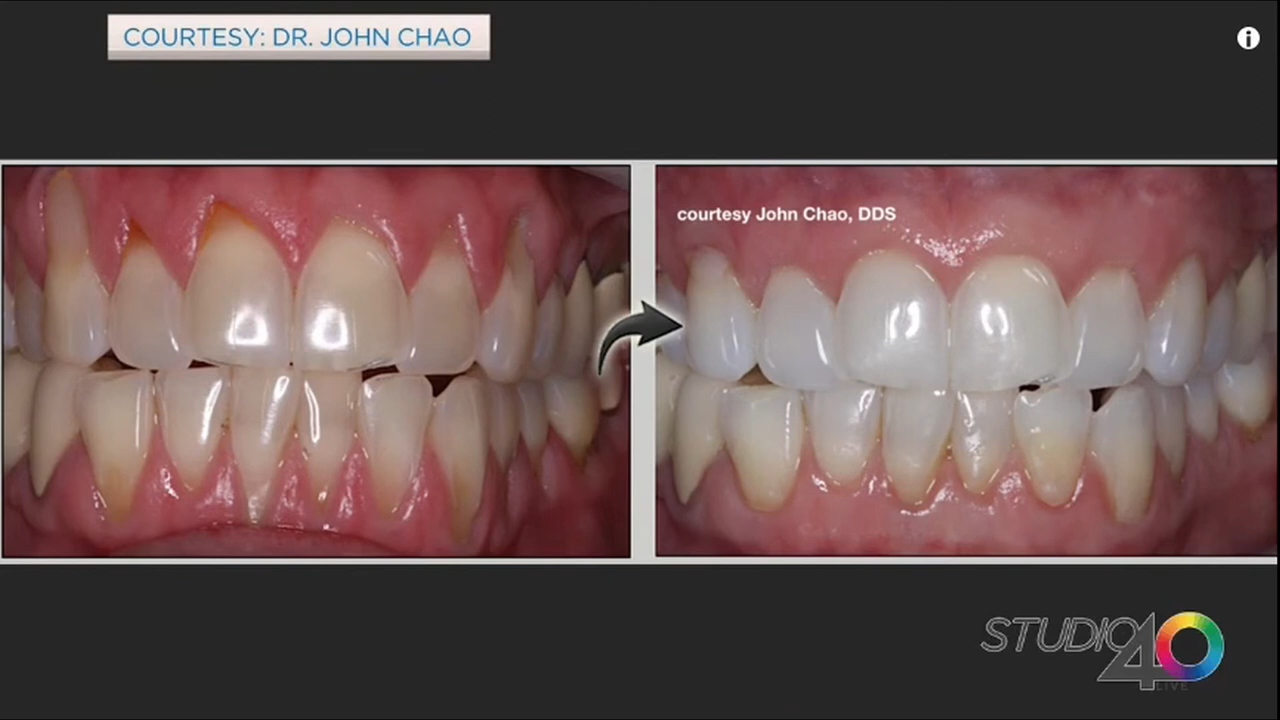 COURTESY: DR. JOHN CHAO
i
courtesy John Chao, DDS
STUDIO
40
LIVE